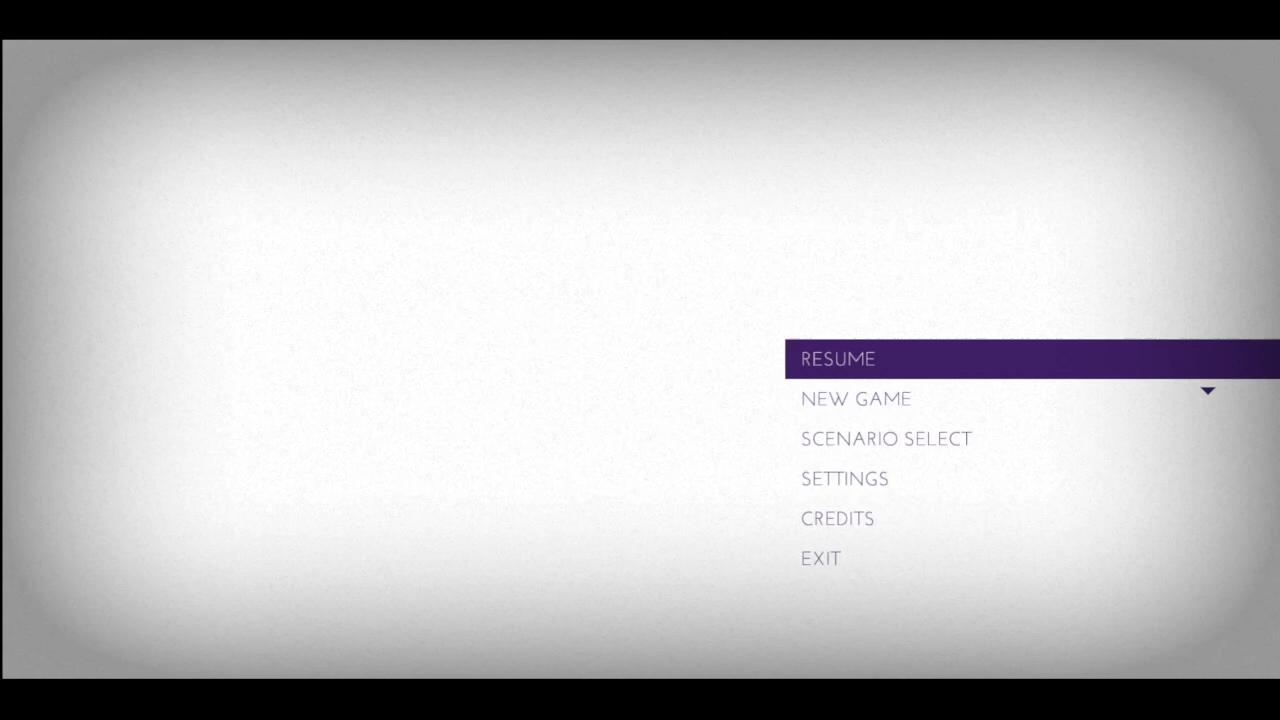 RESUME
NEW GAME
SCENARIO SELECT
SETTINGS
CREDITS
EXIT